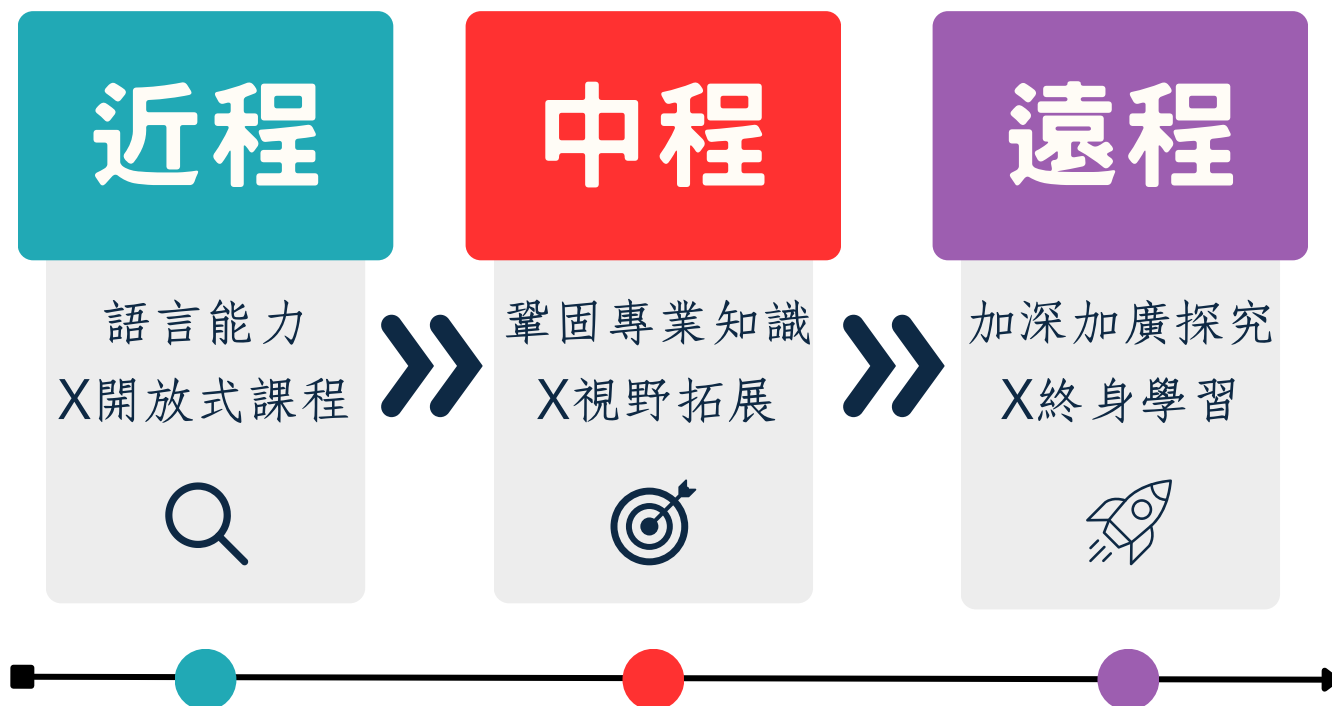 近程
語言能力
X開放式課程
中程
鞏固專業知識
X視野拓展
遠程
加深加廣探究
X終身學習